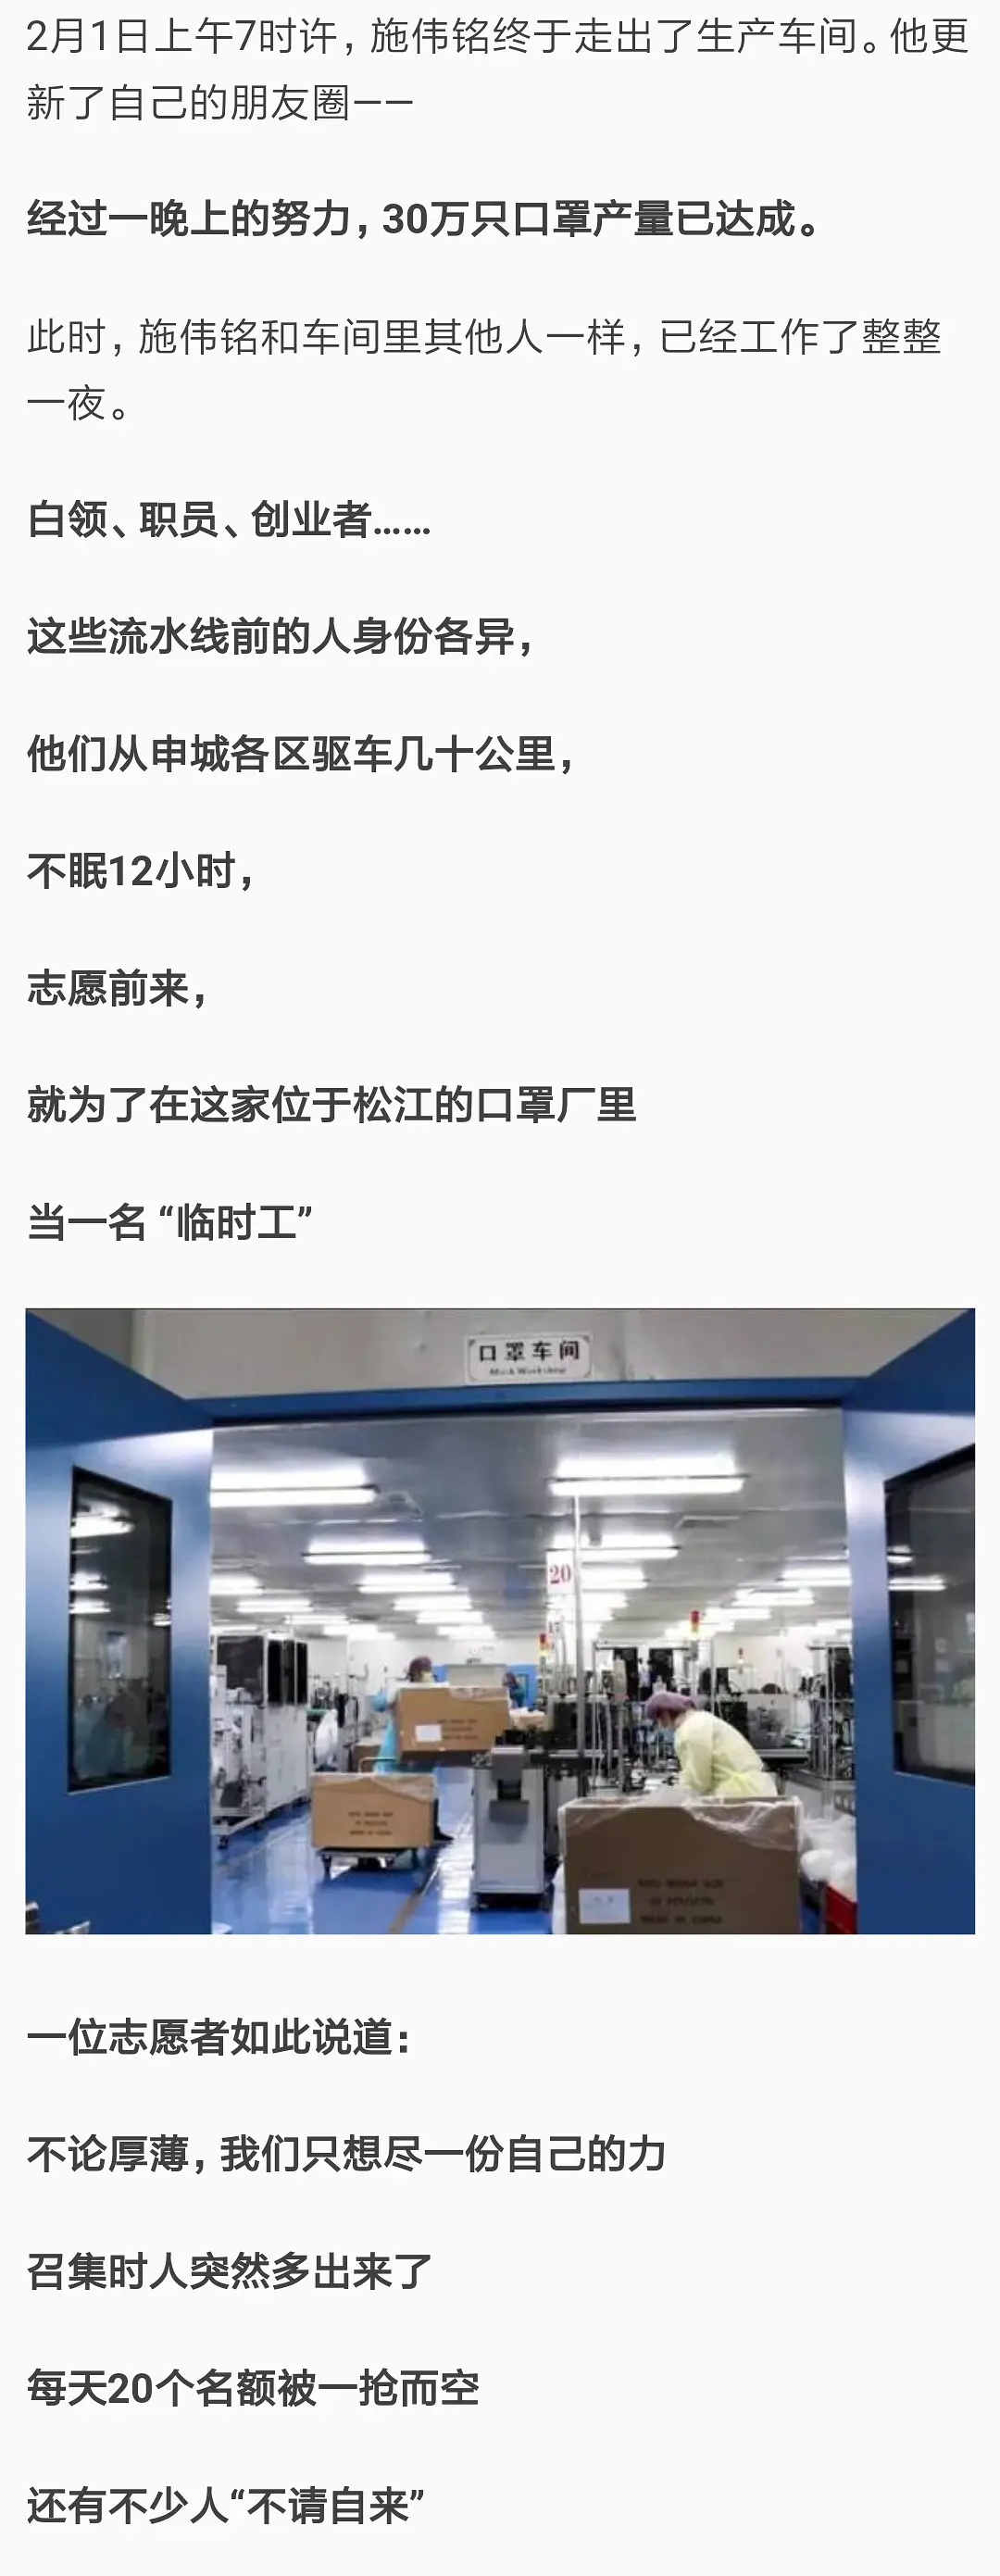 2月1日上午7时许，施伟铭终于走出了生产车间。他更
新了自己的朋友圈——
经过一晚上的努力，30万只口罩产量已达成。
此时，施伟铭和车间里其他人一样，已经工作了整整
一夜。
白领、职员、创业者……
这些流水线前的人身份各异，
他们从申城各区驱车几十公里，
不眠12小时，
志愿前来，
就为了在这家位于松江的口罩厂里
当一名 “临时工”
口罩车间
Mask Workshop
20
一位志愿者如此说道：
不论厚薄，我们只想尽一份自己的力
召集时人突然多出来了
每天20个名额被一抢而空
还有不少人“不请自来”